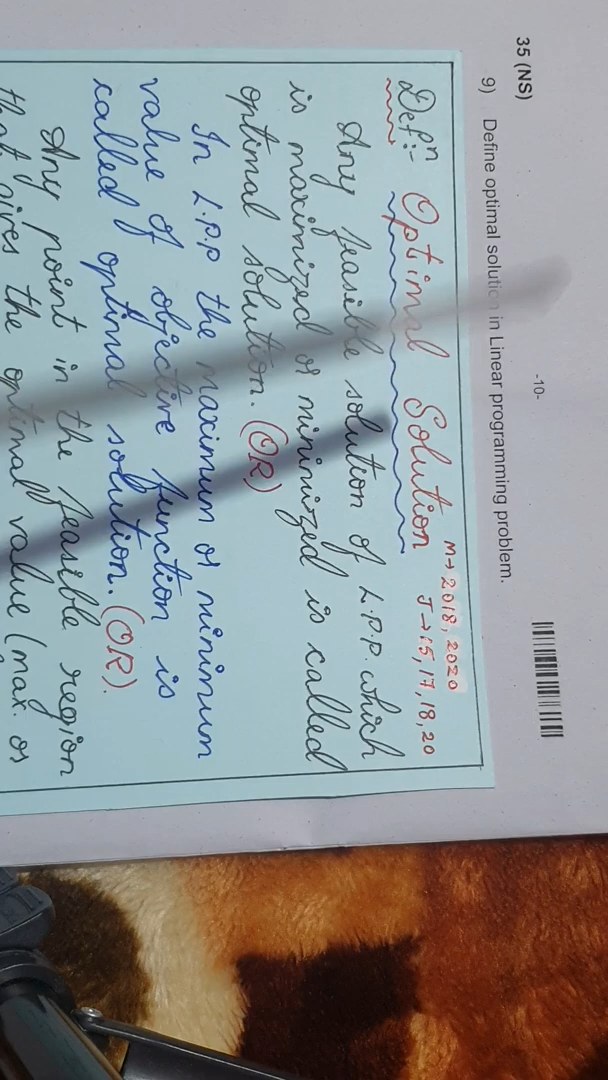 35 (NS)
-10-
9) Define optimal solution in Linear programming problem.
M→2018, 2020
Defⁿ:- Optimal Solution J→15,17,18,20
Any feasible solution of L.P.P. which
is maximized or minimized is called
optimal solution. (OR)
In L.P.P the maximum or minimum
value of objective function is
called optimal solution. (OR).
Any point in the feasible region
that gives the optimal value (max. or